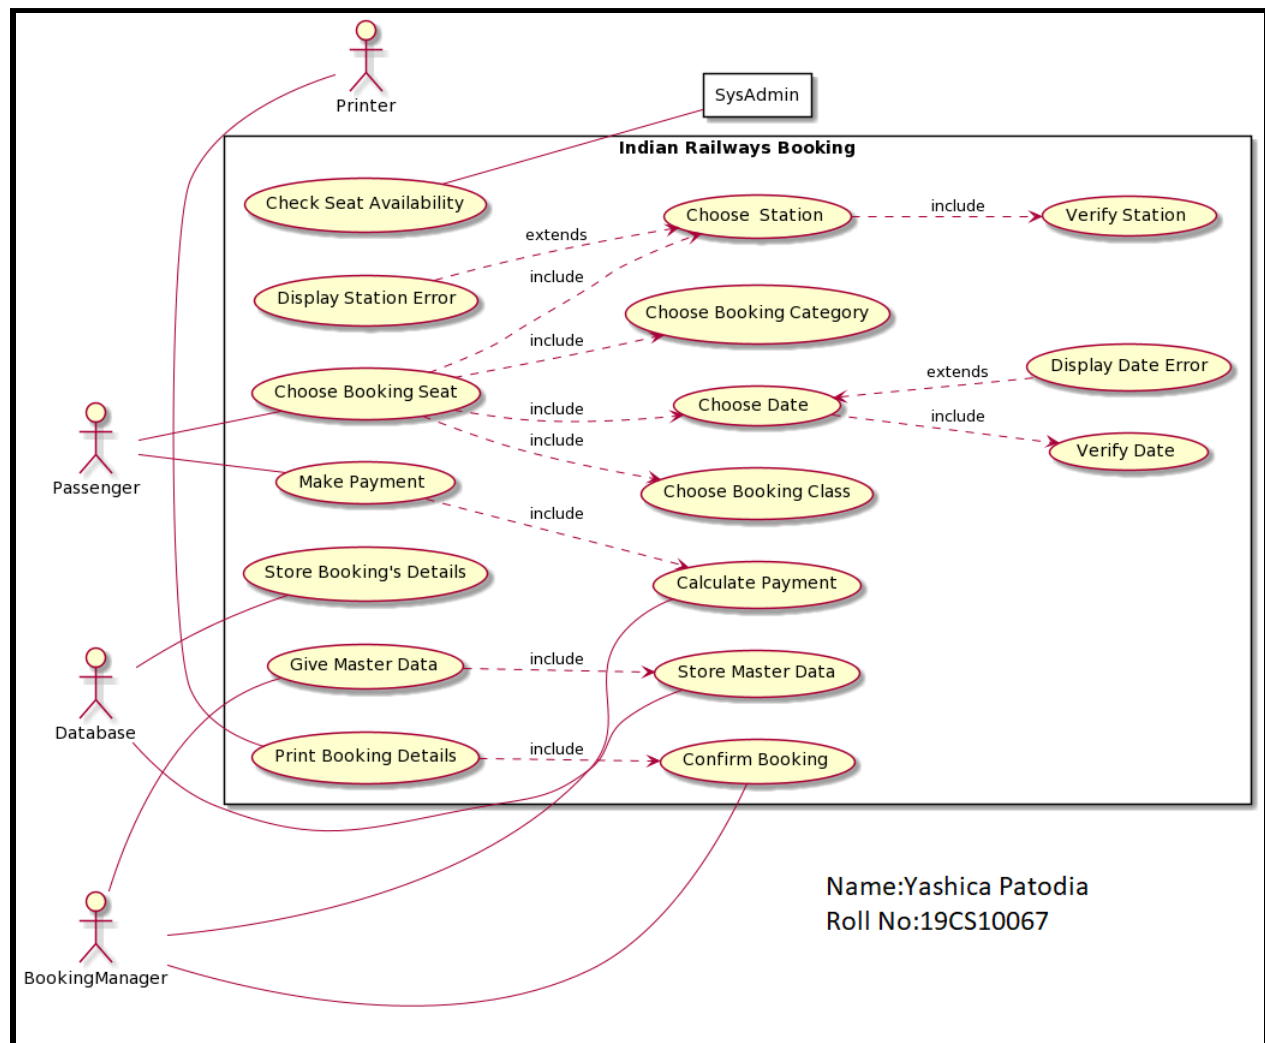 Printer
SysAdmin
Indian Railways Booking
Check Seat Availability
Choose  Station
include
Verify Station
extends
include
Display Station Error
Choose Booking Category
include
Choose Booking Seat
include
Choose Date
extends
Display Date Error
include
Verify Date
include
Passenger
Make Payment
Choose Booking Class
include
Store Booking's Details
Calculate Payment
Database
Give Master Data
include
Store Master Data
Print Booking Details
include
Confirm Booking
BookingManager
Name:Yashica Patodia
Roll No:19CS10067